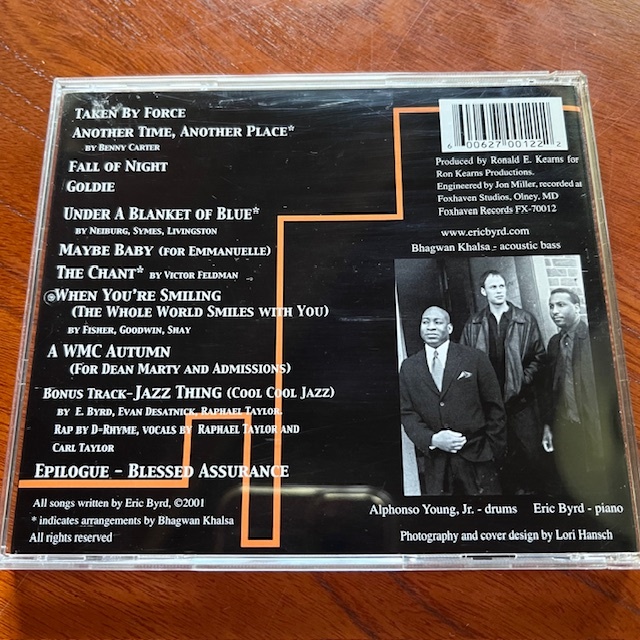 Taken By Force
Another Time, Another Place*
by Benny Carter
Fall of Night
Goldie
Under A Blanket of Blue*
by Neiburg, Symes, Livingston
Maybe Baby (for Emmanuelle)
The Chant* by Victor Feldman
When You're Smiling
(The Whole World Smiles with You)
by Fisher, Goodwin, Shay
A WMC Autumn
(For Dean Marty and Admissions)
Bonus Track-Jazz Thing (Cool Cool Jazz)
by E. Byrd, Evan Desatnick, Raphael Taylor.
Rap by D-Rhyme, vocals by Raphael Taylor and
Carl Taylor
Epilogue - Blessed Assurance
All songs written by Eric Byrd, ©2001
* indicates arrangements by Bhagwan Khalsa
All rights reserved
6 00627 00122 2
Produced by Ronald E. Kearns for
Ron Kearns Productions.
Engineered by Jon Miller, recorded at
Foxhaven Studios, Olney, MD
Foxhaven Records FX-70012
www.ericbyrd.com
Bhagwan Khalsa - acoustic bass
Alphonso Young, Jr. - drums Eric Byrd - piano
Photography and cover design by Lori Hansch